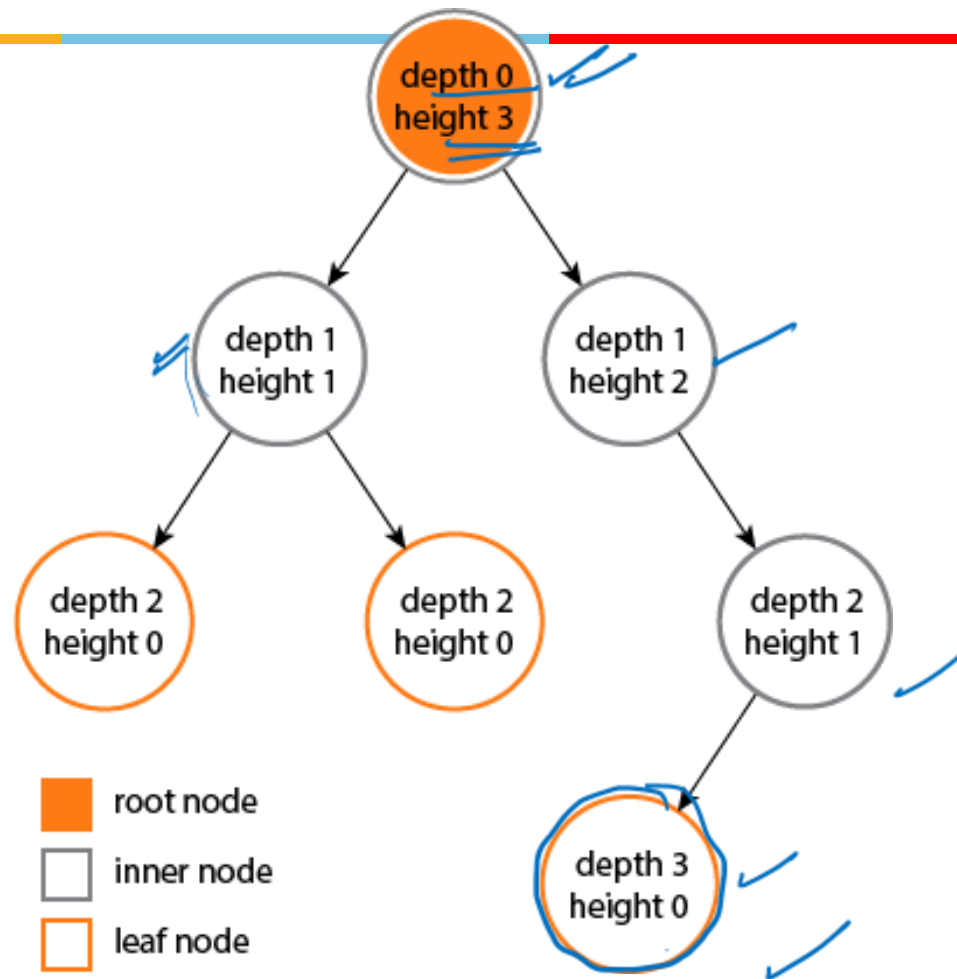 depth 0
height 3
depth 1
height 1
depth 1
height 2
depth 2
height 0
depth 2
height 0
depth 2
height 1
root node
inner node
leaf node
depth 3
height 0